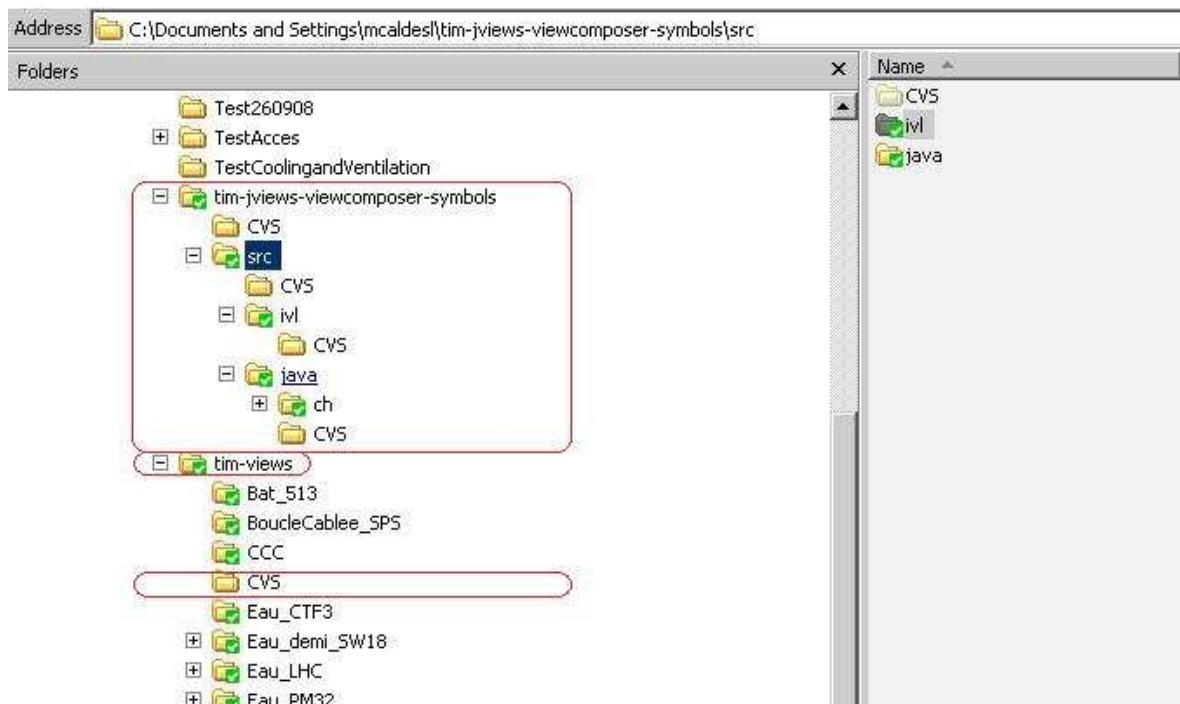 Address C:\Documents and Settings\mcaldesl\tim-jviews-viewcomposer-symbols\src
Folders
Name
Test260908
TestAcces
TestCoolingandVentilation
tim-jviews-viewcomposer-symbols
CVS
src
CVS
ivl
CVS
java
ch
CVS
tim-views
Bat_513
BoucleCablee_SPS
CCC
CVS
Eau_CTF3
Eau_demi_SW18
Eau_LHC
Eau_PM32
CVS
ivl
java